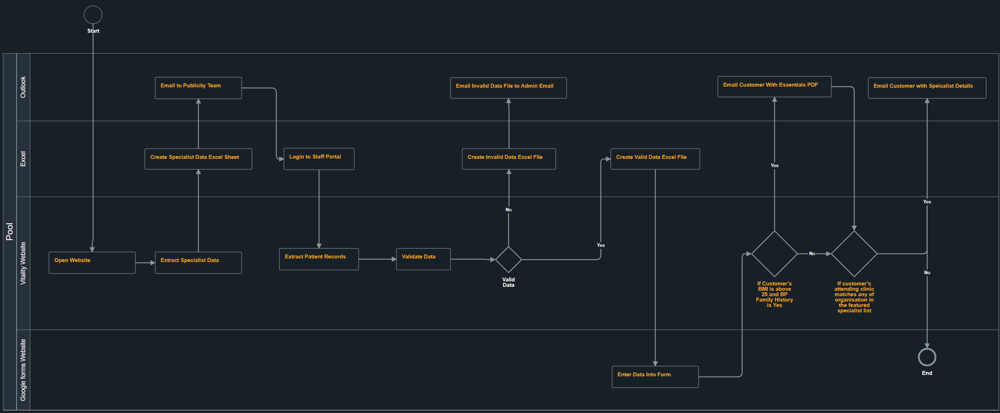 Start
Pool
Outlook
Email to Publicity Team
Email Invalid Data File to Admin Email
Email Customer With Essentials PDF
Email Customer with Speicalist Details
Excel
Create Specialist Data Excel Sheet
Login to Staff Portal
Create Invalid Data Excel File
Create Valid Data Excel File
Yes
Vitality Website
Yes
No
Yes
Open Website
Extract Specialist Data
Extract Patient Records
Validate Data
No
No
Valid
Data
If Customer's
BMI is above
25 and BP
Family History
is Yes
If customer's
attending clinic
matches any of
organisation in
the featured
specialist list
Google forms Website
Enter Data Into Form
End